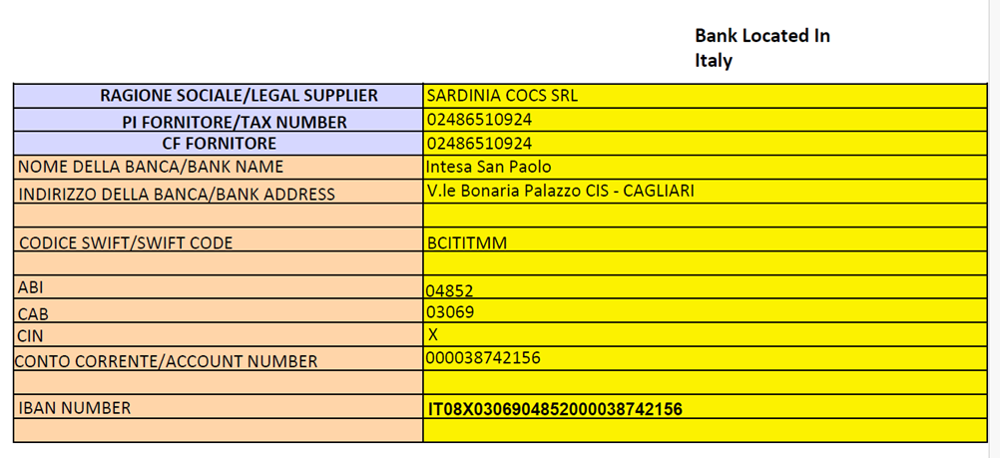 Bank Located In
Italy
RAGIONE SOCIALE/LEGAL SUPPLIER SARDINIA COCS SRL
PI FORNITORE/TAX NUMBER 02486510924
CF FORNITORE 02486510924
NOME DELLA BANCA/BANK NAME Intesa San Paolo
INDIRIZZO DELLA BANCA/BANK ADDRESS V.le Bonaria Palazzo CIS - CAGLIARI
CODICE SWIFT/SWIFT CODE BCITITMM
ABI 04852
CAB 03069
CIN X
CONTO CORRENTE/ACCOUNT NUMBER 000038742156
IBAN NUMBER IT08X0306904852000038742156